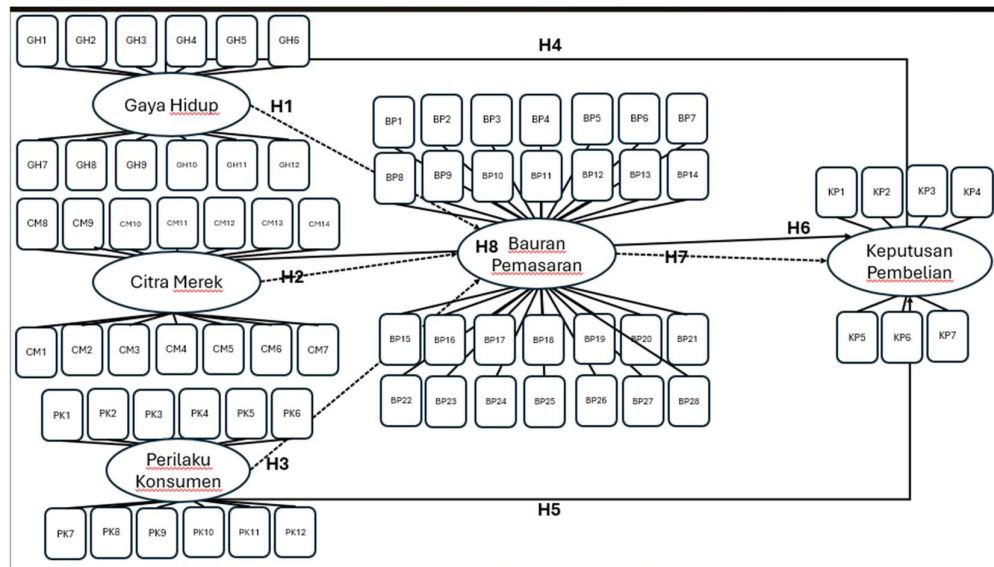 GH1 GH2 GH3 GH4 GH5 GH6
H4
Gaya Hidup
H1
GH7 GH8 GH9 GH10 GH11 GH12
BP1 BP2 BP3 BP4 BP5 BP6 BP7
BP8 BP9 BP10 BP11 BP12 BP13 BP14
CM8 CM9 CM10 CM11 CM12 CM13 CM14
KP1 KP2 KP3 KP4
Citra Merek
H2
H8
Bauran
Pemasaran
H6
H7
Keputusan
Pembelian
CM1 CM2 CM3 CM4 CM5 CM6 CM7
BP15 BP16 BP17 BP18 BP19 BP20 BP21
KP5 KP6 KP7
BP22 BP23 BP24 BP25 BP26 BP27 BP28
PK1 PK2 PK3 PK4 PK5 PK6
Perilaku
Konsumen
H3
H5
PK7 PK8 PK9 PK10 PK11 PK12